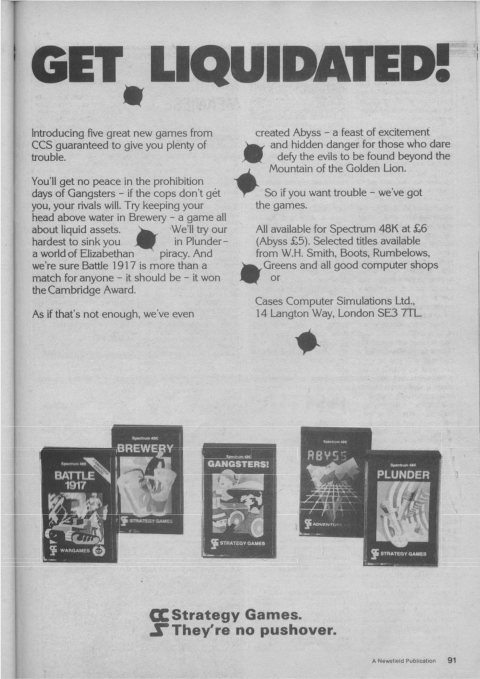 GET LIQUIDATED!
Introducing five great new games from
CCS guaranteed to give you plenty of
trouble.
You'll get no peace in the prohibition
days of Gangsters – if the cops don't get
you, your rivals will. Try keeping your
head above water in Brewery – a game all
about liquid assets. We'll try our
hardest to sink you in Plunder –
a world of Elizabethan piracy. And
we're sure Battle 1917 is more than a
match for anyone – it should be – it won
the Cambridge Award.
As if that's not enough, we've even
created Abyss – a feast of excitement
and hidden danger for those who dare
defy the evils to be found beyond the
Mountain of the Golden Lion.
So if you want trouble – we've got
the games.
All available for Spectrum 48K at £6
(Abyss £5). Selected titles available
from W.H. Smith, Boots, Rumbelows,
Greens and all good computer shops
or
Cases Computer Simulations Ltd.,
14 Langton Way, London SE3 7TL.
Spectrum 48K
BATTLE
1917
WARGAMES
Spectrum 48K
BREWERY
STRATEGY GAMES
Spectrum 48K
GANGSTERS!
STRATEGY GAMES
Spectrum 48K
ABYSS
ADVENTURE
Spectrum 48K
PLUNDER
STRATEGY GAMES
CCS Strategy Games.
They're no pushover.
A Newsfield Publication 91